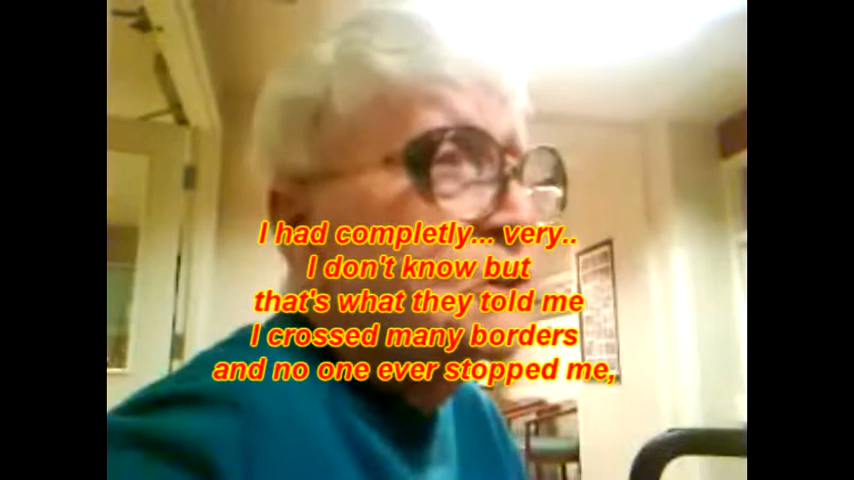 I had completly... very..
I don't know but
that's what they told me
I crossed many borders
and no one ever stopped me,